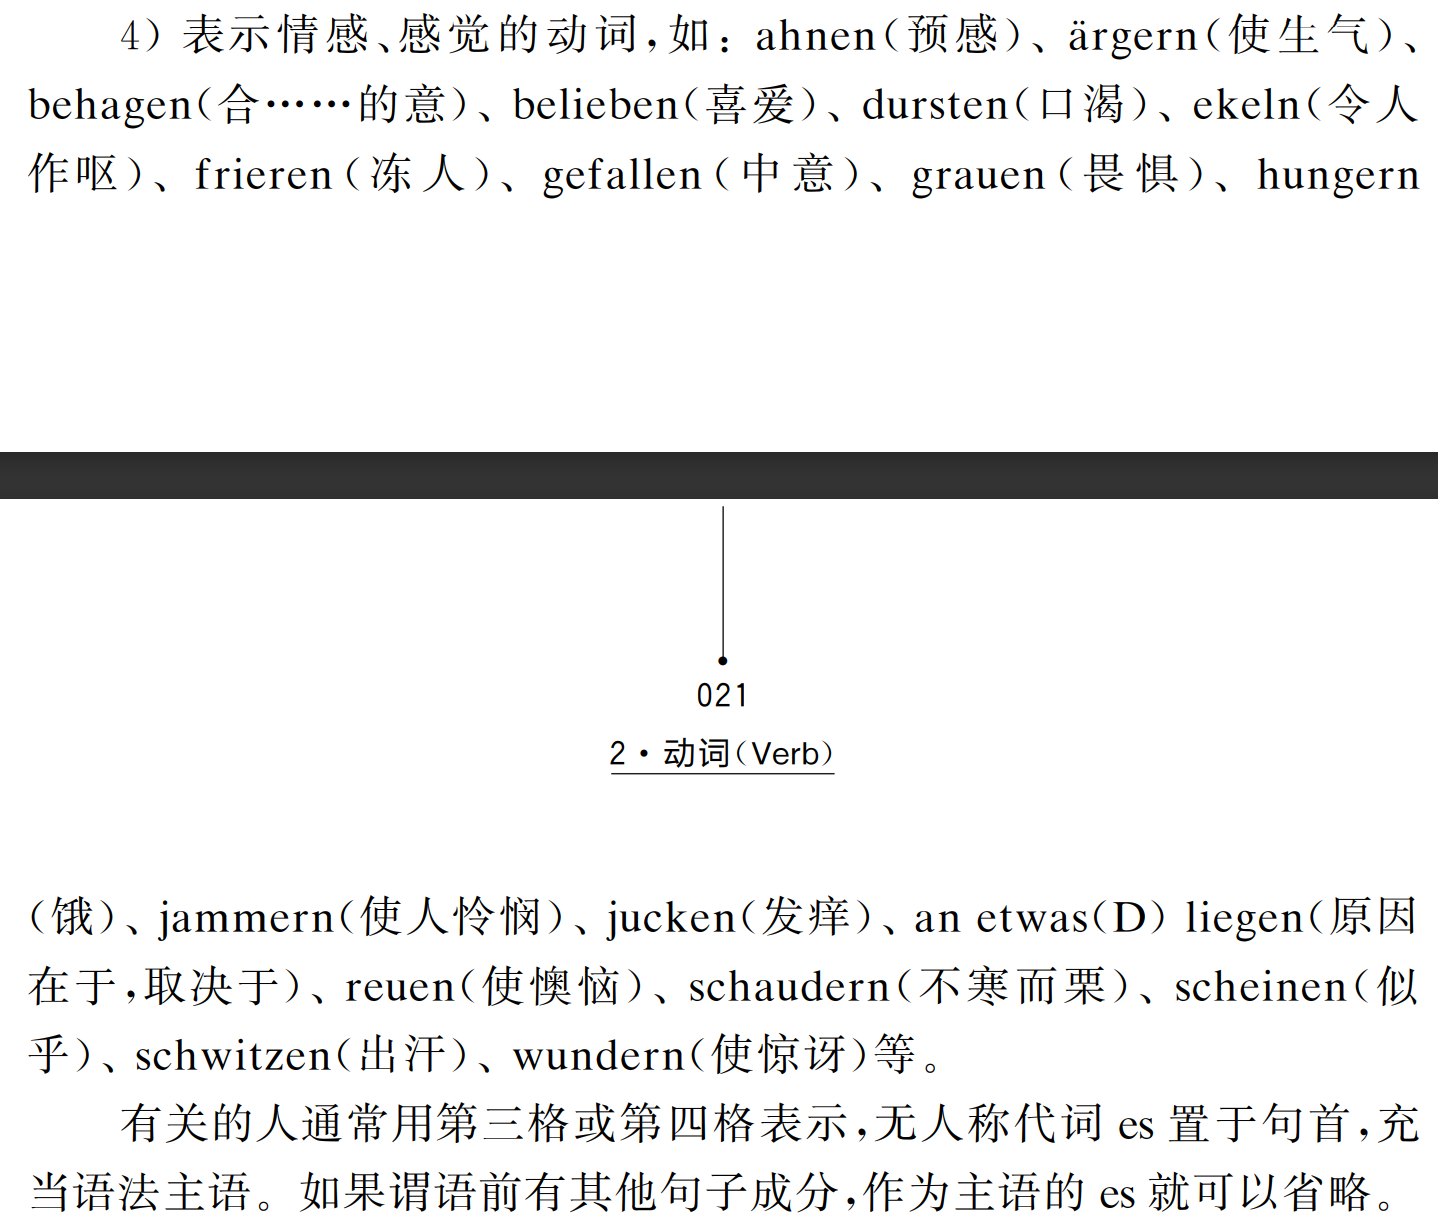 4) 表示情感、感觉的动词,如: ahnen(预感)、ärgern(使生气)、
behagen(合……的意)、belieben(喜爱)、dursten(口渴)、ekeln(令人
作呕)、frieren(冻人)、gefallen(中意)、grauen(畏惧)、hungern
021
2·动词(Verb)
(饿)、jammern(使人怜悯)、jucken(发痒)、an etwas(D) liegen(原因
在于,取决于)、reuen(使懊恼)、schaudern(不寒而栗)、scheinen(似
乎)、schwitzen(出汗)、wundern(使惊讶)等。
有关的人通常用第三格或第四格表示,无人称代词 es 置于句首,充
当语法主语。如果谓语前有其他句子成分,作为主语的 es 就可以省略。